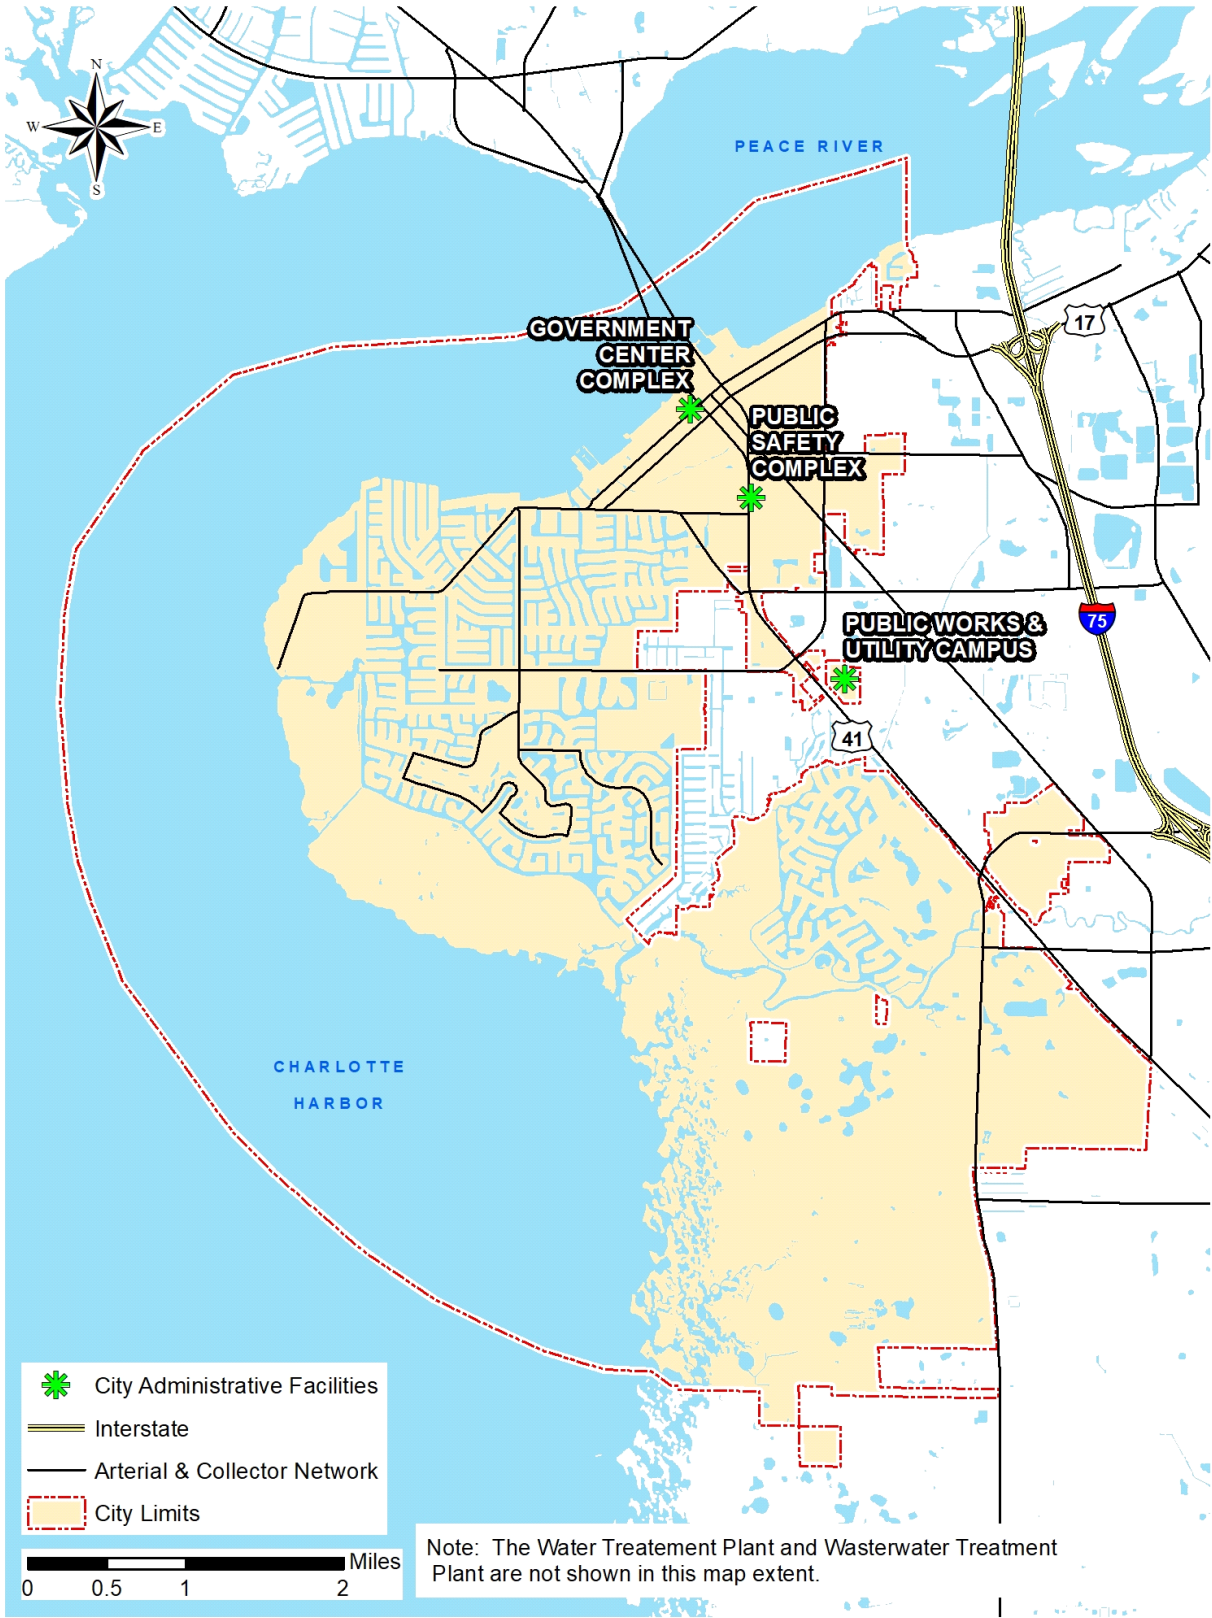 N
W
E
S
PEACE RIVER
17
GOVERNMENT
CENTER
COMPLEX
PUBLIC
SAFETY
COMPLEX
75
PUBLIC WORKS &
UTILITY CAMPUS
41
CHARLOTTE
HARBOR
City Administrative Facilities
Interstate
Arterial & Collector Network
City Limits
Miles
0 0.5 1 2
Note: The Water Treatement Plant and Wasterwater Treatment
Plant are not shown in this map extent.